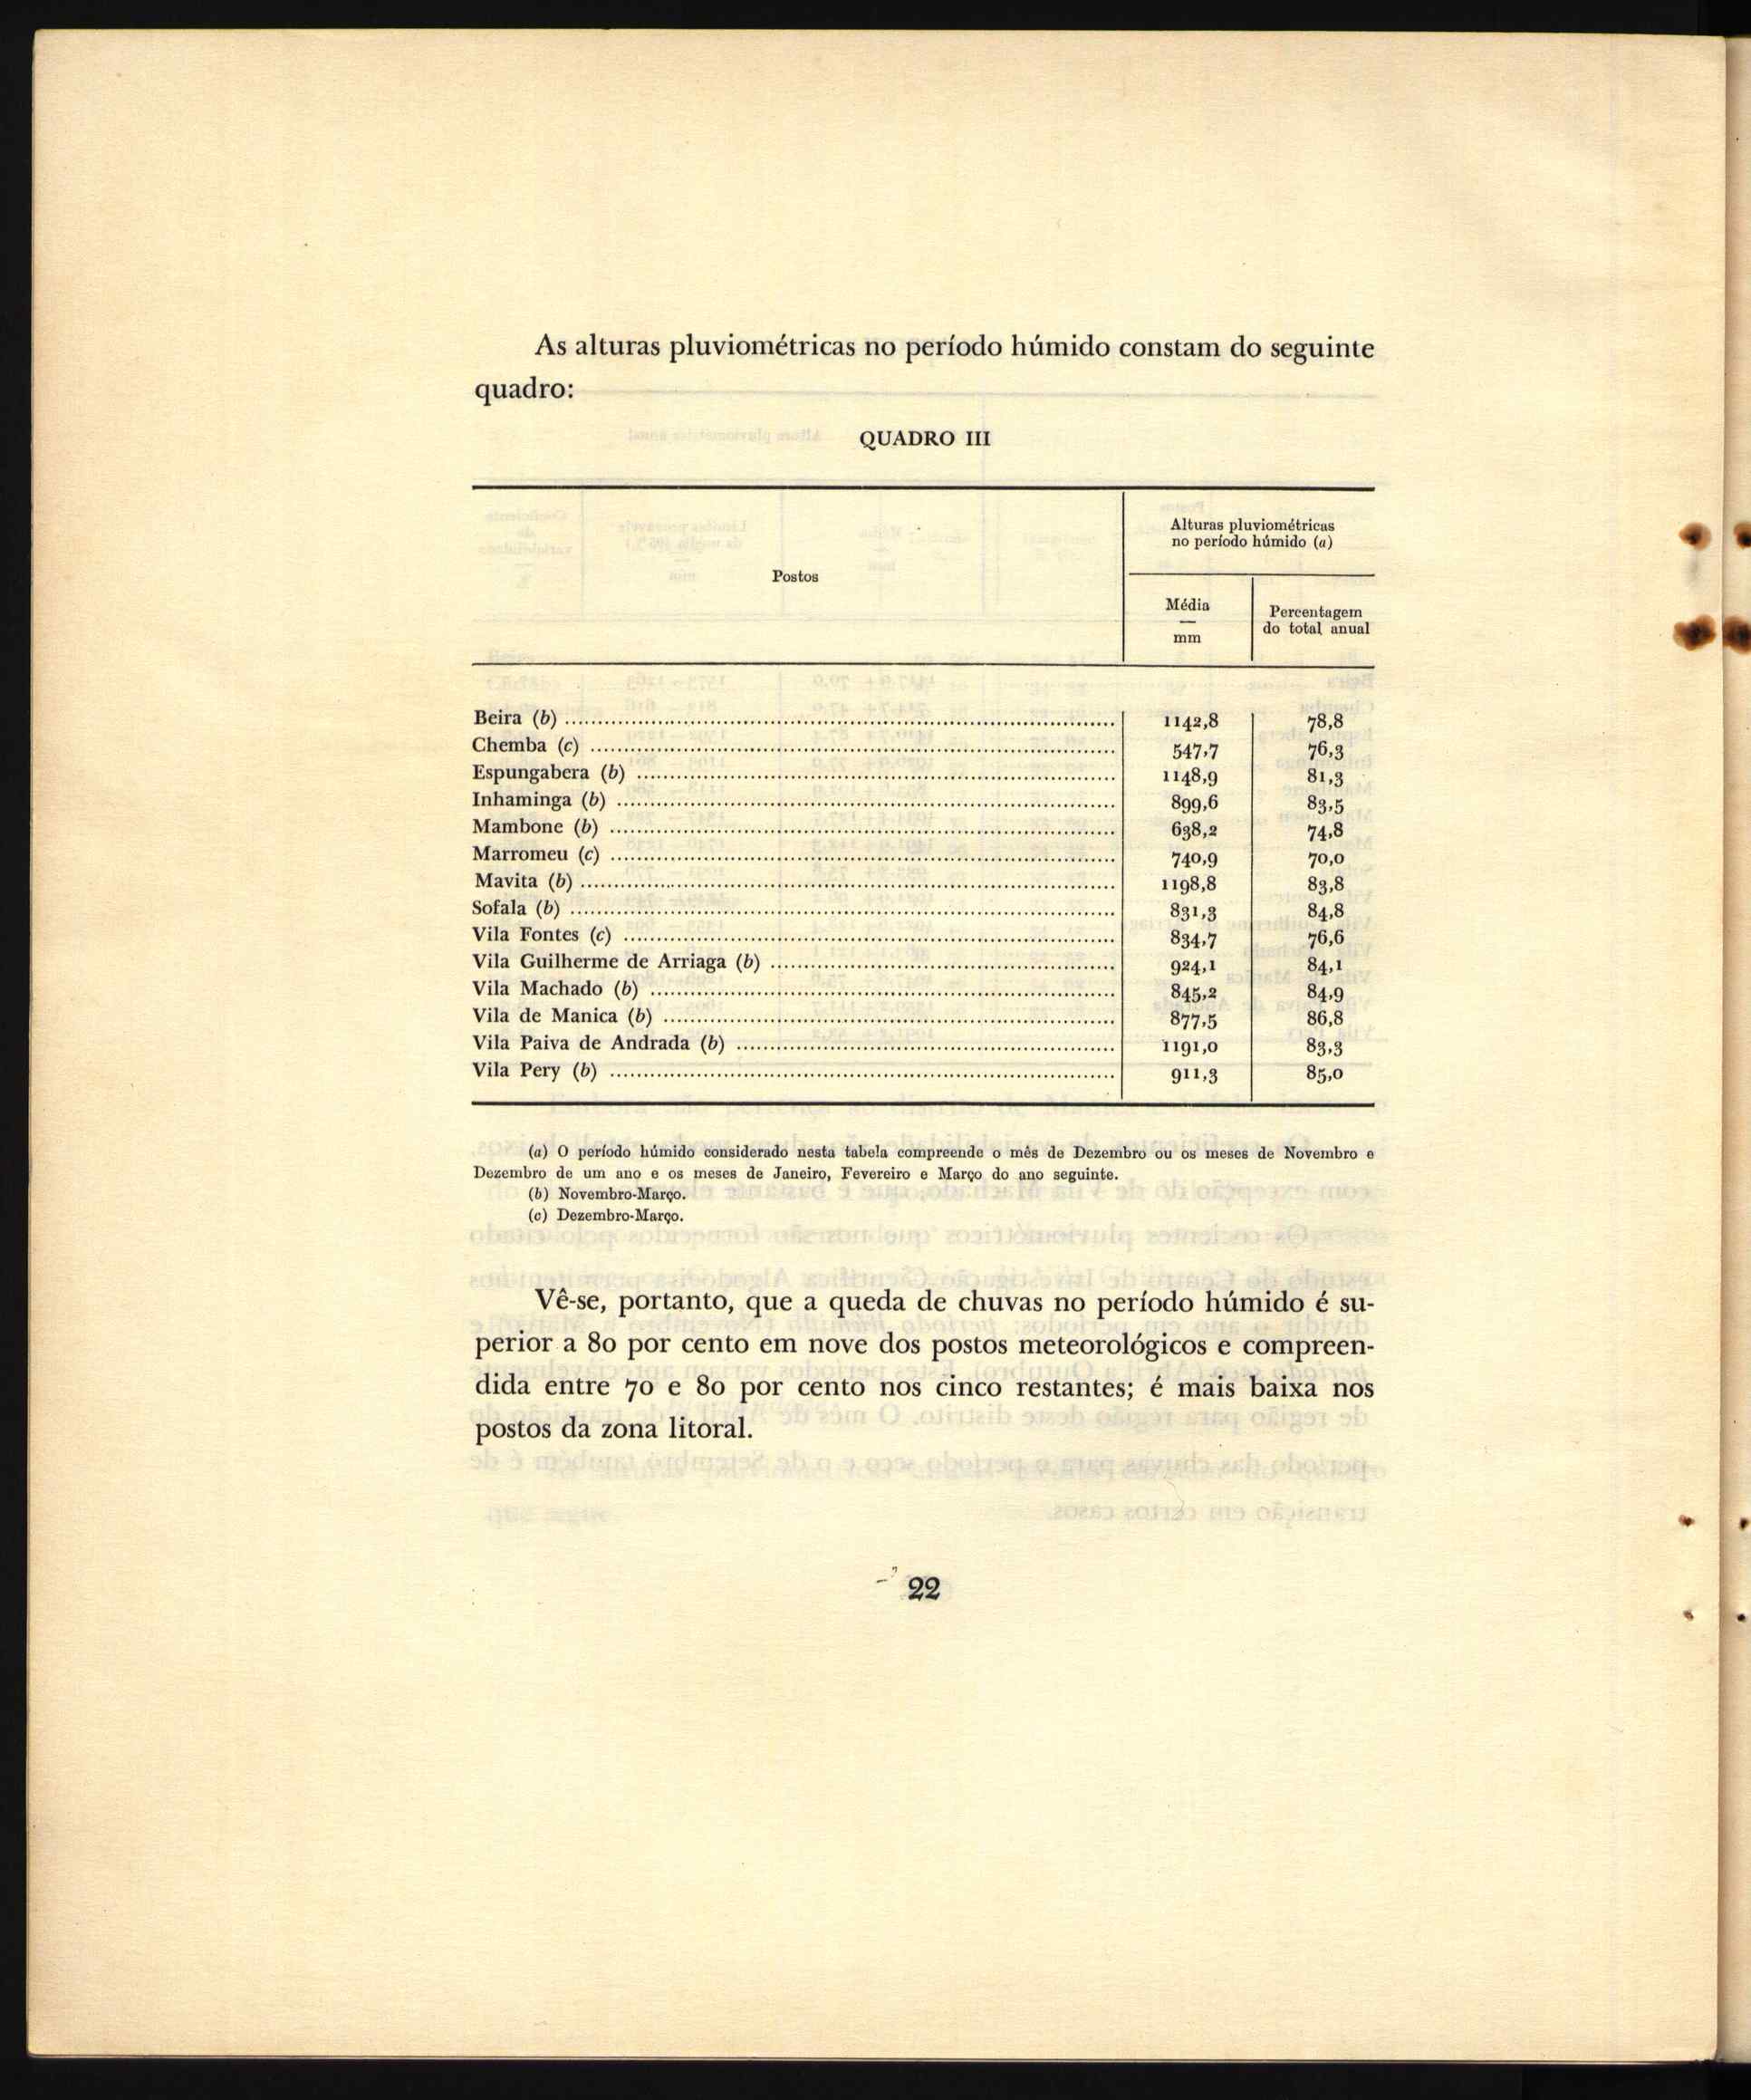 As alturas pluviométricas no período húmido constam do seguinte
quadro:
QUADRO III
Postos
Alturas pluviométricas
no período húmido (a)
Média
—
mm
Percentagem
do total anual
Beira (b) 1142,8 78,8
Chemba (c) 547,7 76,3
Espungabera (b) 1148,9 81,3
Inhaminga (b) 899,6 83,5
Mambone (b) 638,2 74,8
Marromeu (c) 740,9 70,0
Mavita (b) 1198,8 83,8
Sofala (b) 831,3 84,8
Vila Fontes (c) 834,7 76,6
Vila Guilherme de Arriaga (b) 924,1 84,1
Vila Machado (b) 845,2 84,9
Vila de Manica (b) 877,5 86,8
Vila Paiva de Andrada (b) 1191,0 83,3
Vila Pery (b) 911,3 85,0
(a) O período húmido considerado nesta tabela compreende o mês de Dezembro ou os meses de Novembro e
Dezembro de um ano e os meses de Janeiro, Fevereiro e Março do ano seguinte.
(b) Novembro-Março.
(c) Dezembro-Março.
Vê-se, portanto, que a queda de chuvas no período húmido é su-
perior a 80 por cento em nove dos postos meteorológicos e compreen-
dida entre 70 e 80 por cento nos cinco restantes; é mais baixa nos
postos da zona litoral.
22